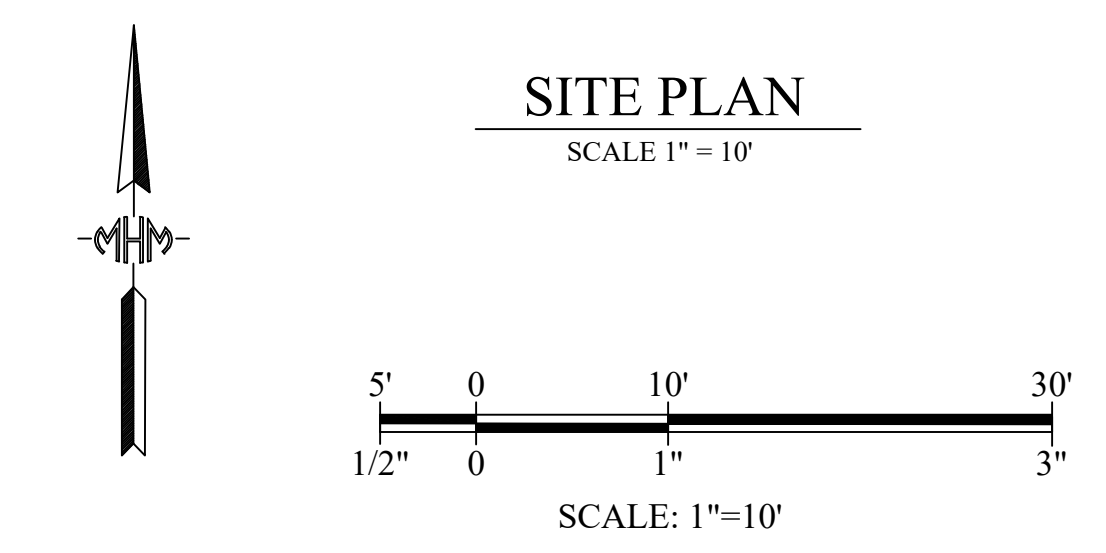 SITE PLAN
SCALE 1" = 10'
MHM
5' 0 10' 30'
1/2" 0 1" 3"
SCALE: 1"=10'